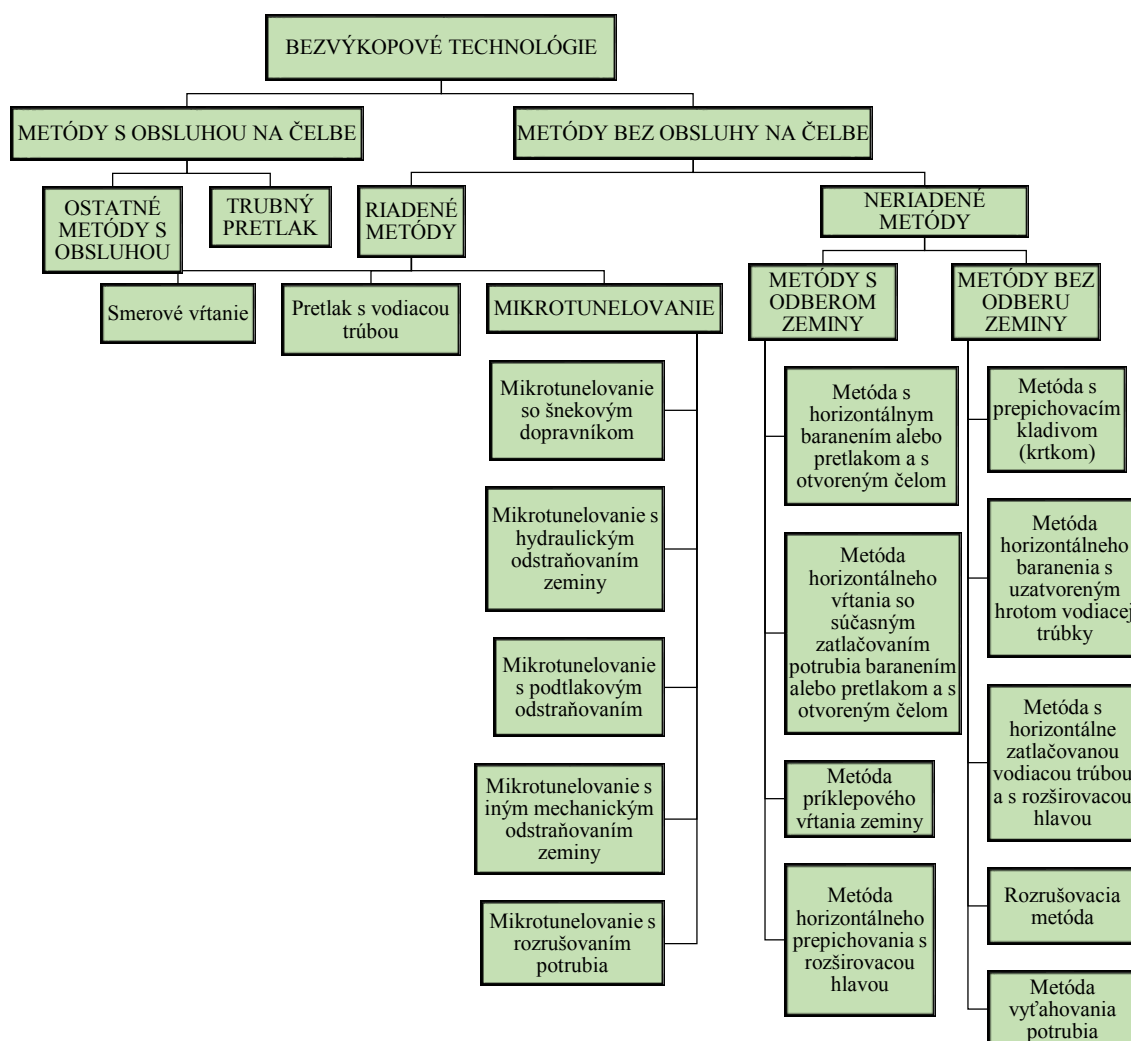 BEZVÝKOPOVÉ TECHNOLÓGIE
METÓDY S OBSLUHOU NA ČELBE
METÓDY BEZ OBSLUHY NA ČELBE
OSTATNÉ
METÓDY S
OBSLUHOU
TRUBNÝ
PRETLAK
RIADENÉ
METÓDY
NERIADENÉ
METÓDY
Smerové vŕtanie
Pretlak s vodiacou
trúbou
MIKROTUNELOVANIE
METÓDY S
ODBEROM
ZEMINY
METÓDY BEZ
ODBERU
ZEMINY
Mikrotunelovanie
so šnekovým
dopravníkom
Mikrotunelovanie s
hydraulickým
odstraňovaním
zeminy
Mikrotunelovanie
s podtlakovým
odstraňovaním
Mikrotunelovanie s
iným mechanickým
odstraňovaním
zeminy
Mikrotunelovanie s
rozrušovaním
potrubia
Metóda s
horizontálnym
baranením alebo
pretlakom a s
otvoreným čelom
Metóda
horizontálneho
vŕtania so
súčasným
zatlačovaním
potrubia baranením
alebo pretlakom a s
otvoreným čelom
Metóda
príklepového
vŕtania zeminy
Metóda
horizontálneho
prepichovania s
rozširovacou
hlavou
Metóda s
prepichovacím
kladivom
(krtkom)
Metóda
horizontálneho
baranenia s
uzatvoreným
hrotom vodiacej
trúbky
Metóda s
horizontálne
zatlačovanou
vodiacou trúbou
a s rozširovacou
hlavou
Rozrušovacia
metóda
Metóda
vyťahovania
potrubia